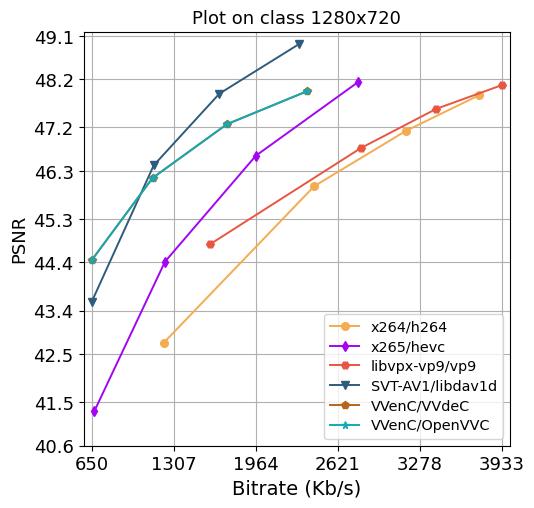 Plot on class 1280x720
49.1
48.2
47.2
46.3
45.3
44.4
43.4
42.5
41.5
40.6
PSNR
x264/h264
x265/hevc
libvpx-vp9/vp9
SVT-AV1/libdav1d
VVenC/VVdeC
VVenC/OpenVVC
650 1307 1964 2621 3278 3933
Bitrate (Kb/s)